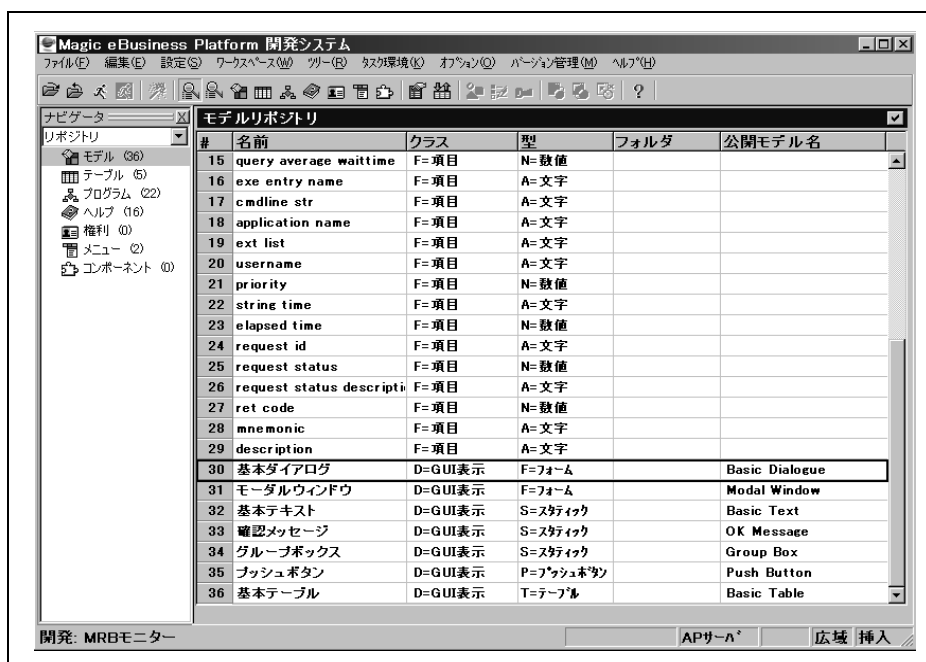 Magic eBusiness Platform 開発システム
ファイル(F) 編集(E) 設定(S) ワークスペース(W) ツリー(R) タスク環境(K) オプション(O) バージョン管理(M) ヘルプ(H)
ナビゲータ
リポジトリ
モデル (36)
テーブル (5)
プログラム (22)
ヘルプ (16)
権利 (0)
メニュー (2)
コンポーネント (0)
モデルリポジトリ
# 名前 クラス 型 フォルダ 公開モデル名
15 query average waittime F=項目 N=数値
16 exe entry name F=項目 A=文字
17 cmdline str F=項目 A=文字
18 application name F=項目 A=文字
19 ext list F=項目 A=文字
20 username F=項目 A=文字
21 priority F=項目 N=数値
22 string time F=項目 A=文字
23 elapsed time F=項目 N=数値
24 request id F=項目 A=文字
25 request status F=項目 N=数値
26 request status descripti F=項目 A=文字
27 ret code F=項目 N=数値
28 mnemonic F=項目 A=文字
29 description F=項目 A=文字
30 基本ダイアログ D=GUI表示 F=フォーム Basic Dialogue
31 モーダルウィンドウ D=GUI表示 F=フォーム Modal Window
32 基本テキスト D=GUI表示 S=スタティック Basic Text
33 確認メッセージ D=GUI表示 S=スタティック OK Message
34 グループボックス D=GUI表示 S=スタティック Group Box
35 プッシュボタン D=GUI表示 P=プッシュボタン Push Button
36 基本テーブル D=GUI表示 T=テーブル Basic Table
開発: MRBモニター APサーバ 広域 挿入